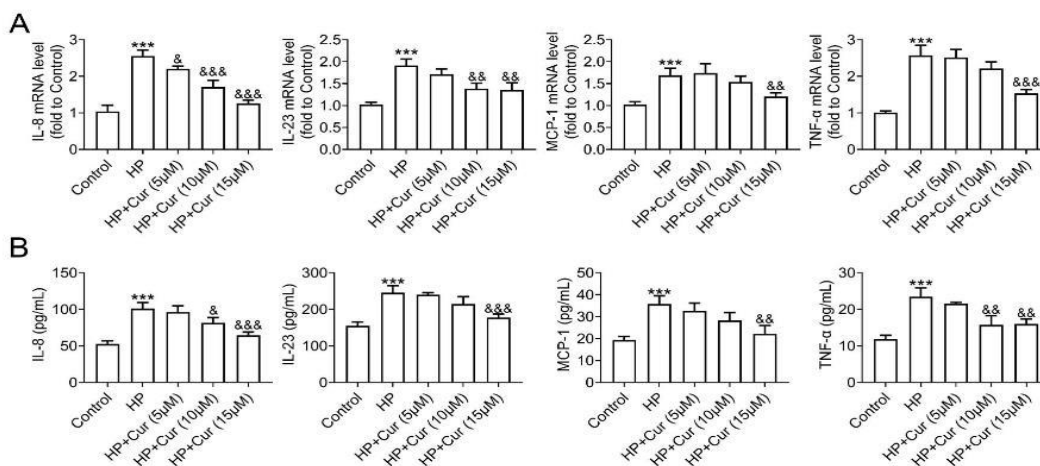 A
IL-8 mRNA level
(fold to Control)
3
2
1
0
***
&
&&&
&&&
Control
HP
HP+Cur (5μM)
HP+Cur (10μM)
HP+Cur (15μM)
IL-23 mRNA level
(fold to Control)
2.5
2.0
1.5
1.0
0.5
0.0
***
&&
&&
Control
HP
HP+Cur (5μM)
HP+Cur (10μM)
HP+Cur (15μM)
MCP-1 mRNA level
(fold to Control)
2.5
2.0
1.5
1.0
0.5
0.0
***
&&
Control
HP
HP+Cur (5μM)
HP+Cur (10μM)
HP+Cur (15μM)
TNF-α mRNA level
(fold to Control)
3
2
1
0
***
&&&
Control
HP
HP+Cur (5μM)
HP+Cur (10μM)
HP+Cur (15μM)
B
IL-8 (pg/mL)
150
100
50
0
***
&
&&&
Control
HP
HP+Cur (5μM)
HP+Cur (10μM)
HP+Cur (15μM)
IL-23 (pg/mL)
300
200
100
0
***
&&&
Control
HP
HP+Cur (5μM)
HP+Cur (10μM)
HP+Cur (15μM)
MCP-1 (pg/mL)
50
40
30
20
10
0
***
&&
Control
HP
HP+Cur (5μM)
HP+Cur (10μM)
HP+Cur (15μM)
TNF-α (pg/mL)
30
20
10
0
***
&&
&&
Control
HP
HP+Cur (5μM)
HP+Cur (10μM)
HP+Cur (15μM)